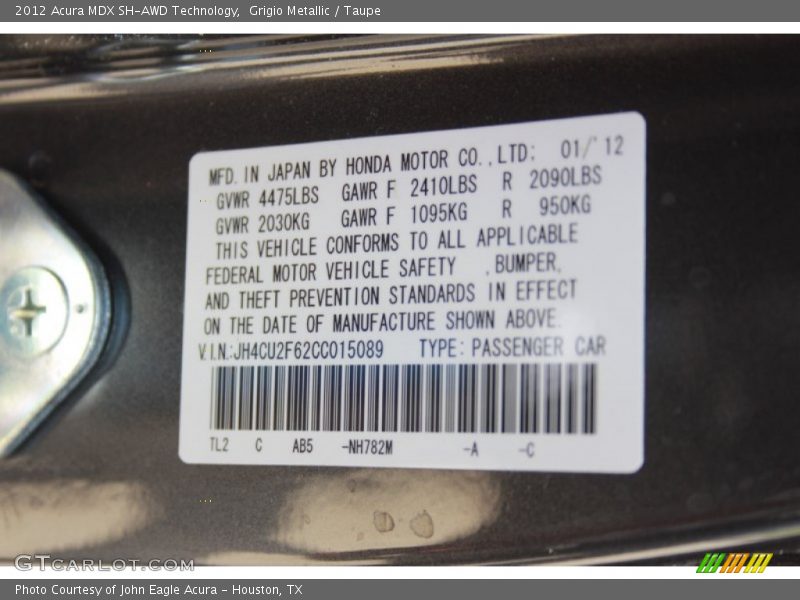 2012 Acura MDX SH-AWD Technology, Grigio Metallic / Taupe
MFD. IN JAPAN BY HONDA MOTOR CO., LTD; 01/'12
GVWR 4475LBS GAWR F 2410LBS R 2090LBS
GVWR 2030KG GAWR F 1095KG R 950KG
THIS VEHICLE CONFORMS TO ALL APPLICABLE
FEDERAL MOTOR VEHICLE SAFETY ,BUMPER,
AND THEFT PREVENTION STANDARDS IN EFFECT
ON THE DATE OF MANUFACTURE SHOWN ABOVE.
V.I.N.:JH4CU2F62CC015089 TYPE: PASSENGER CAR
TL2 C AB5 -NH782M -A -C
GTCARLOT.COM
Photo Courtesy of John Eagle Acura - Houston, TX